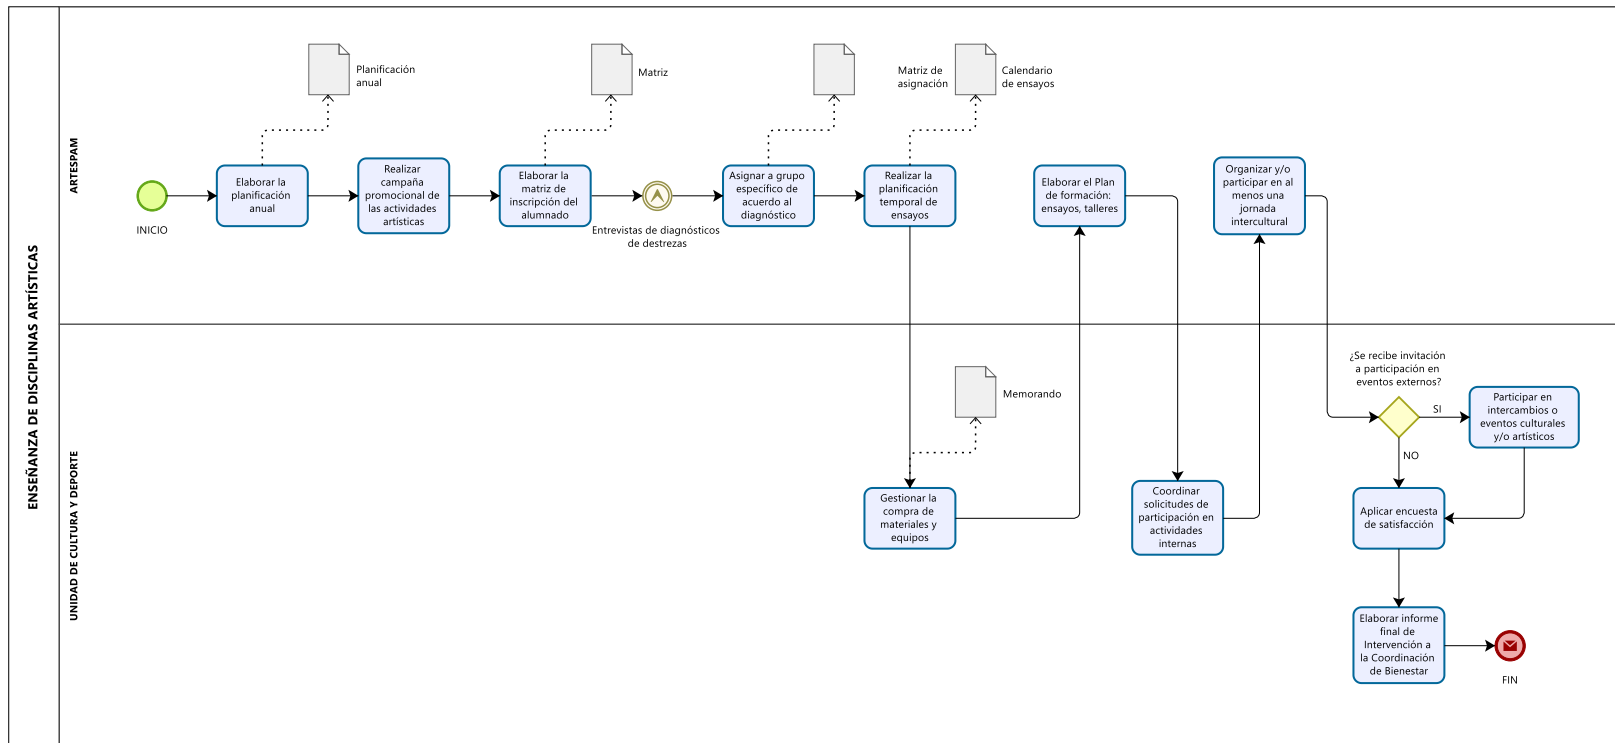 ENSEÑANZA DE DISCIPLINAS ARTÍSTICAS
ARTESPAM
Planificación
anual
Matriz
Matriz de
asignación
Calendario
de ensayos
INICIO
Elaborar la
planificación
anual
Realizar
campaña
promocional de
las actividades
artísticas
Elaborar la
matriz de
inscripción del
alumnado
Entrevistas de diagnósticos
de destrezas
Asignar a grupo
específico de
acuerdo al
diagnóstico
Realizar la
planificación
temporal de
ensayos
Elaborar el Plan
de formación:
ensayos, talleres
Organizar y/o
participar en al
menos una
jornada
intercultural
UNIDAD DE CULTURA Y DEPORTE
Memorando
Gestionar la
compra de
materiales y
equipos
Coordinar
solicitudes de
participación en
actividades
internas
¿Se recibe invitación
a participación en
eventos externos?
SI
NO
Participar en
intercambios o
eventos culturales
y/o artísticos
Aplicar encuesta
de satisfacción
Elaborar informe
final de
Intervención a
la Coordinación
de Bienestar
FIN